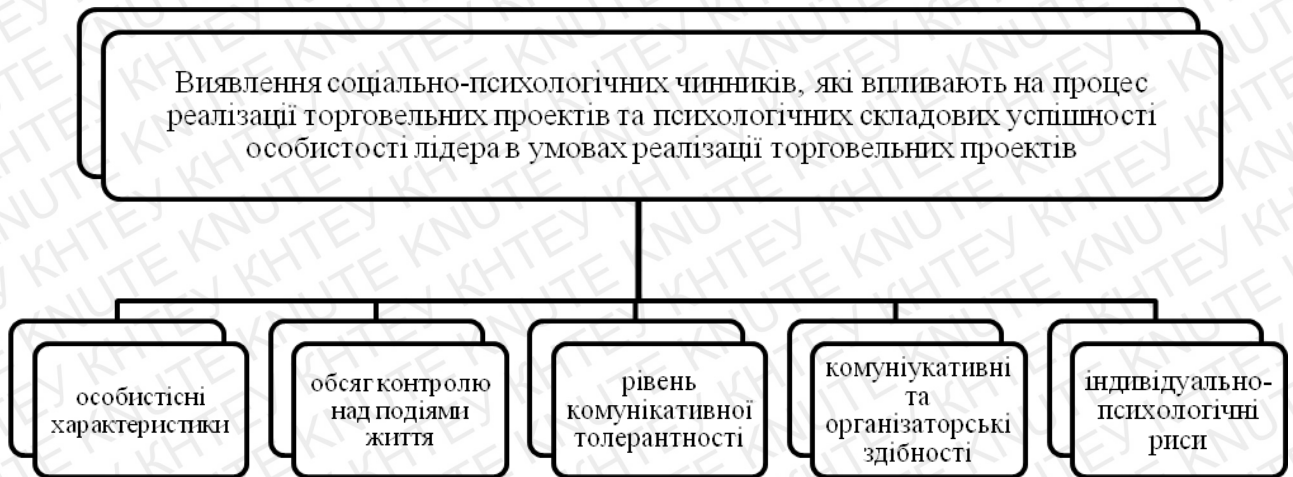 Виявлення соціально-психологічних чинників, які впливають на процес
реалізації торговельних проектів та психологічних складових успішності
особистості лідера в умовах реалізації торговельних проектів
особистісні
характеристики
обсяг контролю
над подіями
життя
рівень
комунікативної
толерантності
комуніукативні
та
організаторські
здібності
індивідуально-
психологічні
риси